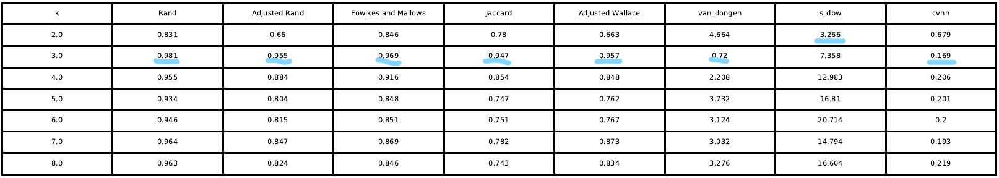 k Rand Adjusted Rand Fowlkes and Mallows Jaccard Adjusted Wallace van_dongen s_dbw cvnn
2.0 0.831 0.66 0.846 0.78 0.663 4.664 3.266 0.679
3.0 0.981 0.955 0.969 0.947 0.957 0.72 7.358 0.169
4.0 0.955 0.884 0.916 0.854 0.848 2.208 12.983 0.206
5.0 0.934 0.804 0.848 0.747 0.762 3.732 16.81 0.201
6.0 0.946 0.815 0.851 0.751 0.767 3.124 20.714 0.2
7.0 0.964 0.847 0.869 0.782 0.873 3.032 14.794 0.193
8.0 0.963 0.824 0.846 0.743 0.834 3.276 16.604 0.219